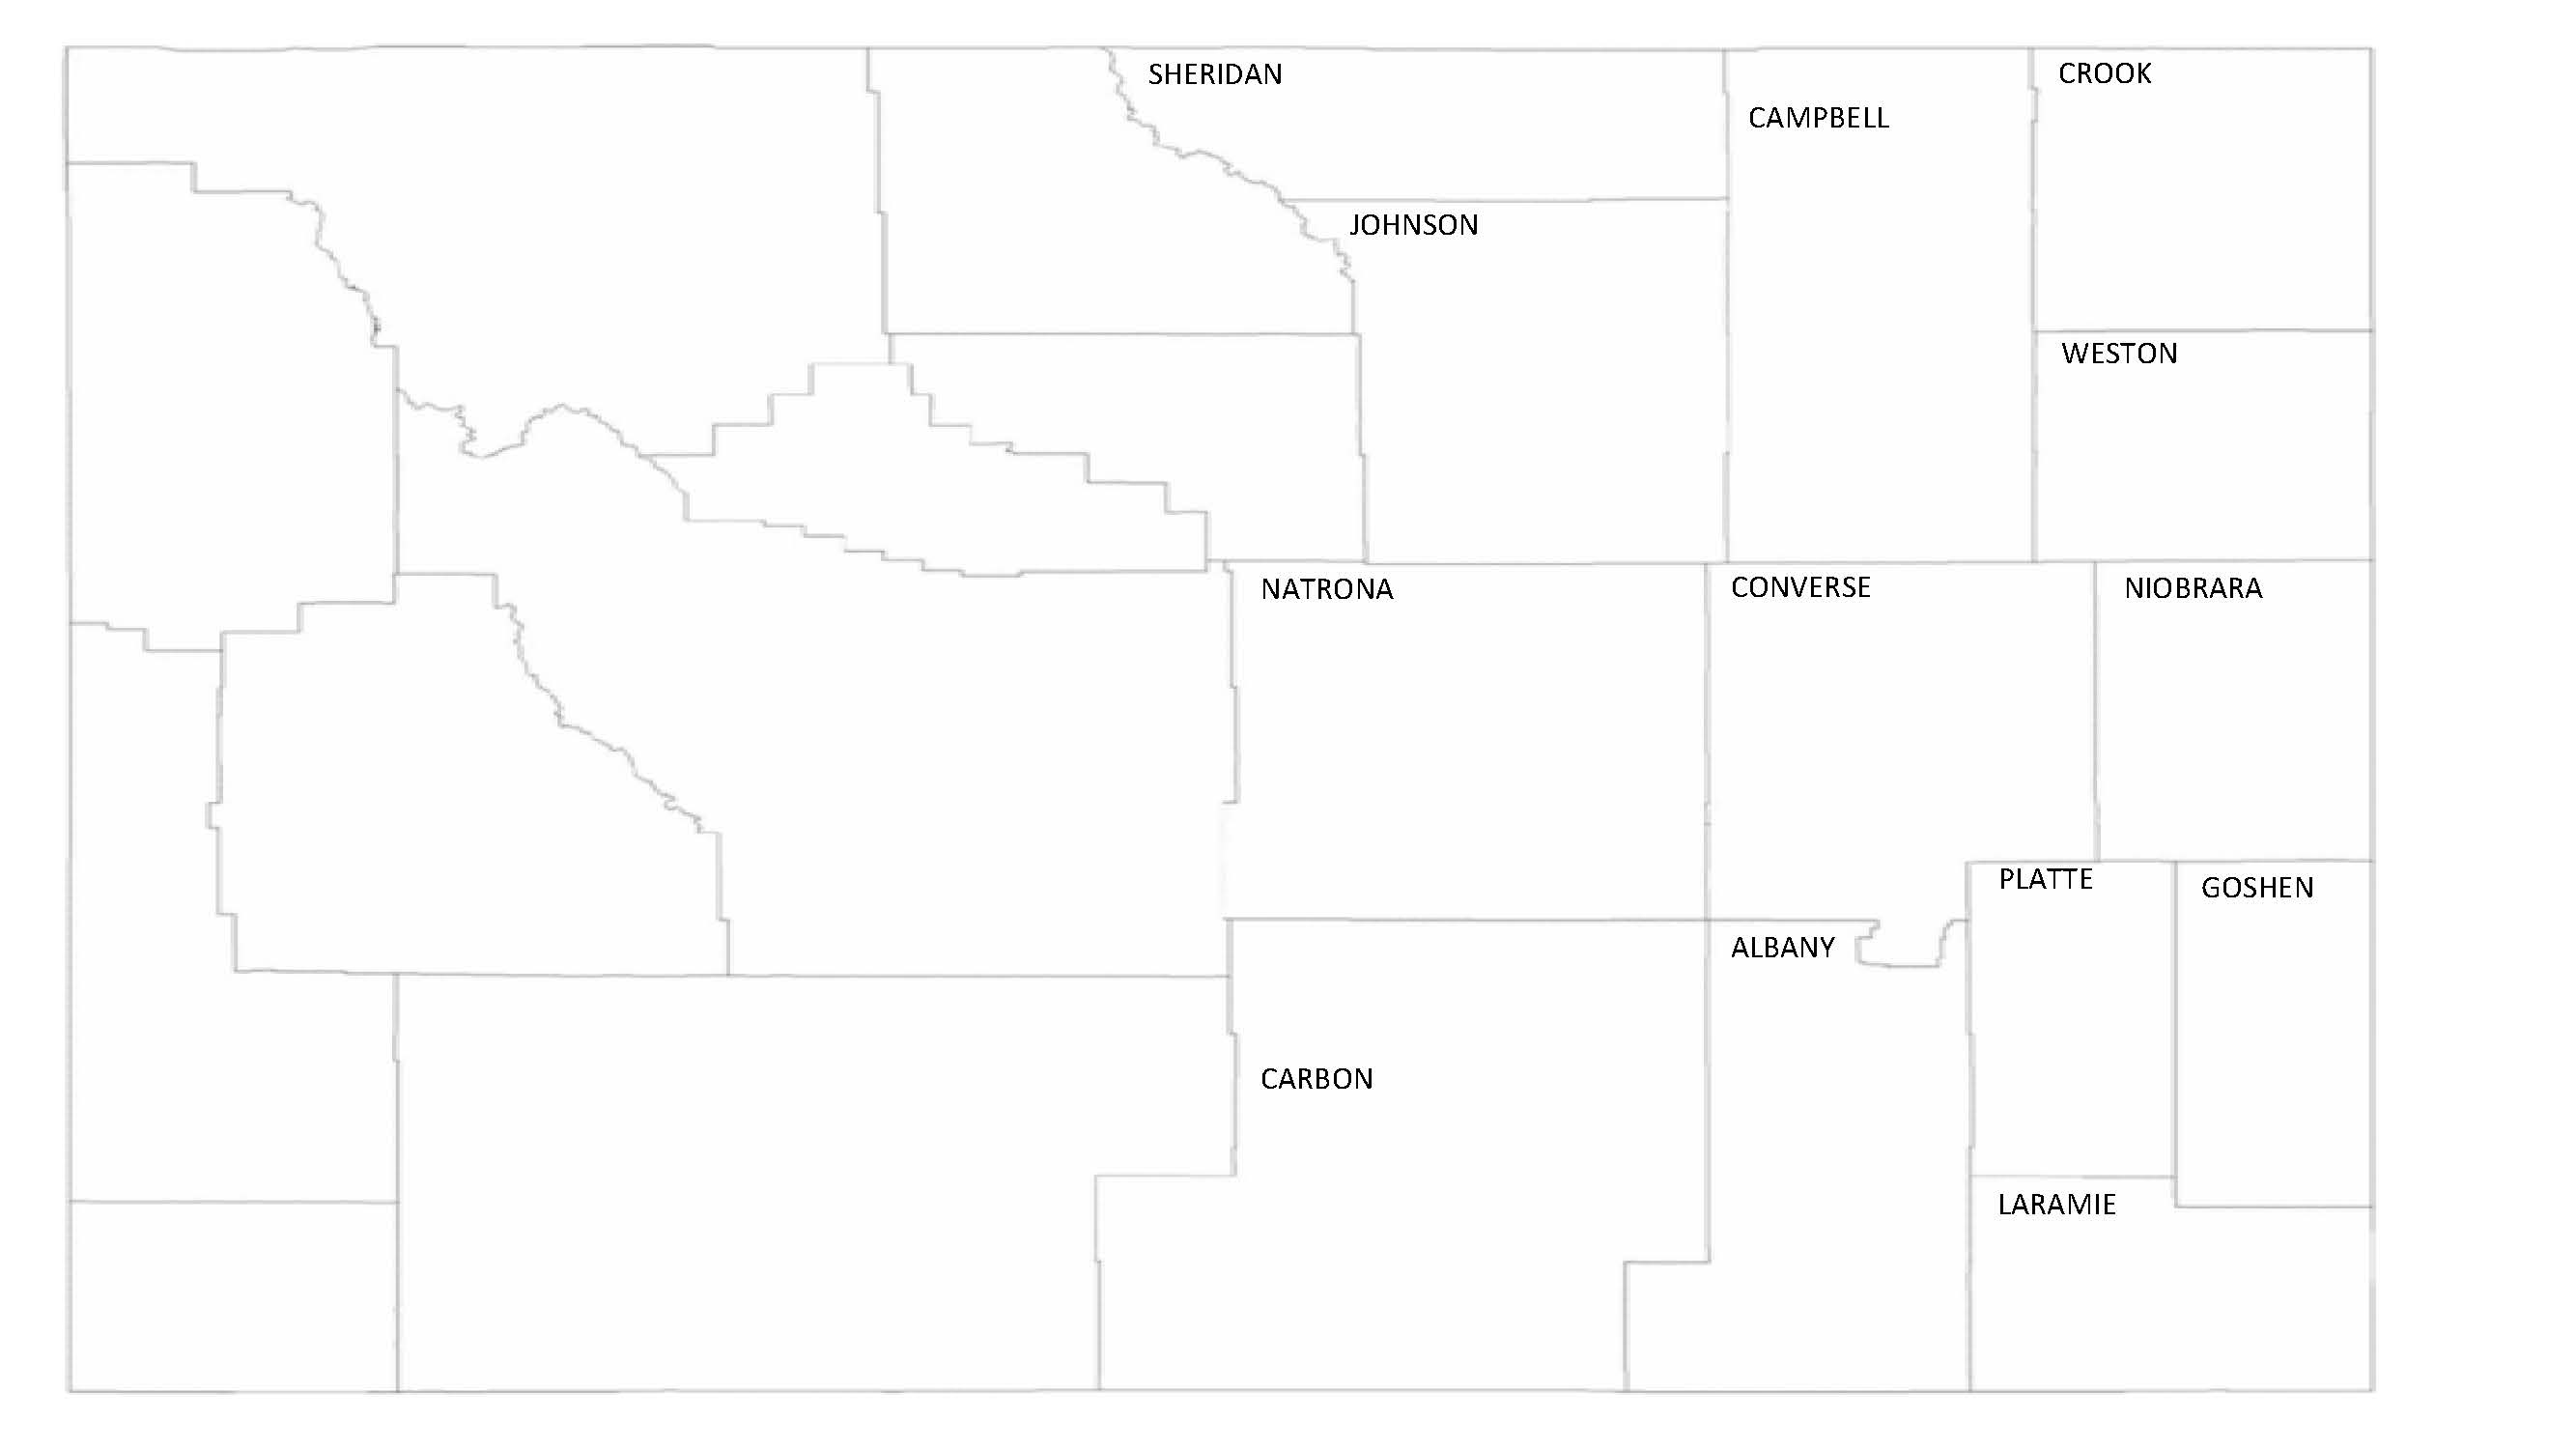 SHERIDAN
CROOK
CAMPBELL
JOHNSON
WESTON
NATRONA
CONVERSE
NIOBRARA
PLATTE
GOSHEN
ALBANY
CARBON
LARAMIE